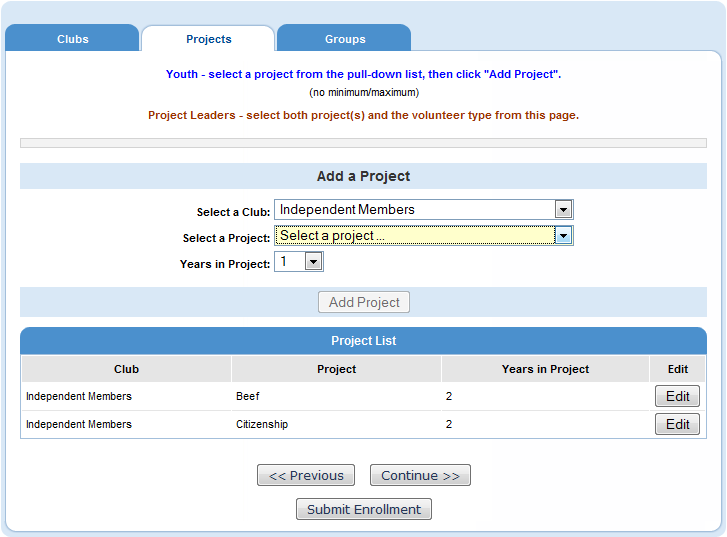 Clubs Projects Groups
Youth - select a project from the pull-down list, then click "Add Project".
(no minimum/maximum)
Project Leaders - select both project(s) and the volunteer type from this page.
Add a Project
Select a Club: Independent Members
Select a Project: Select a project ...
Years in Project: 1
Add Project
Project List
Club Project Years in Project Edit
Independent Members Beef 2 Edit
Independent Members Citizenship 2 Edit
<< Previous Continue >>
Submit Enrollment